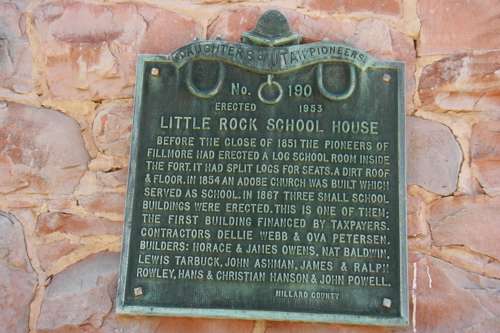 DAUGHTERS OF UTAH PIONEERS
No. 190
ERECTED 1953
LITTLE ROCK SCHOOL HOUSE
BEFORE THE CLOSE OF 1851 THE PIONEERS OF
FILLMORE HAD ERECTED A LOG SCHOOL ROOM INSIDE
THE FORT. IT HAD SPLIT LOGS FOR SEATS, A DIRT ROOF
& FLOOR. IN 1854 AN ADOBE CHURCH WAS BUILT WHICH
SERVED AS SCHOOL. IN 1867 THREE SMALL SCHOOL
BUILDINGS WERE ERECTED. THIS IS ONE OF THEM;
THE FIRST BUILDING FINANCED BY TAXPAYERS.
CONTRACTORS DELLIE WEBB & OVA PETERSEN.
BUILDERS: HORACE & JAMES OWENS, NAT BALDWIN,
LEWIS TARBUCK, JOHN ASHMAN, JAMES & RALPH
ROWLEY, HANS & CHRISTIAN HANSON & JOHN POWELL.
MILLARD COUNTY